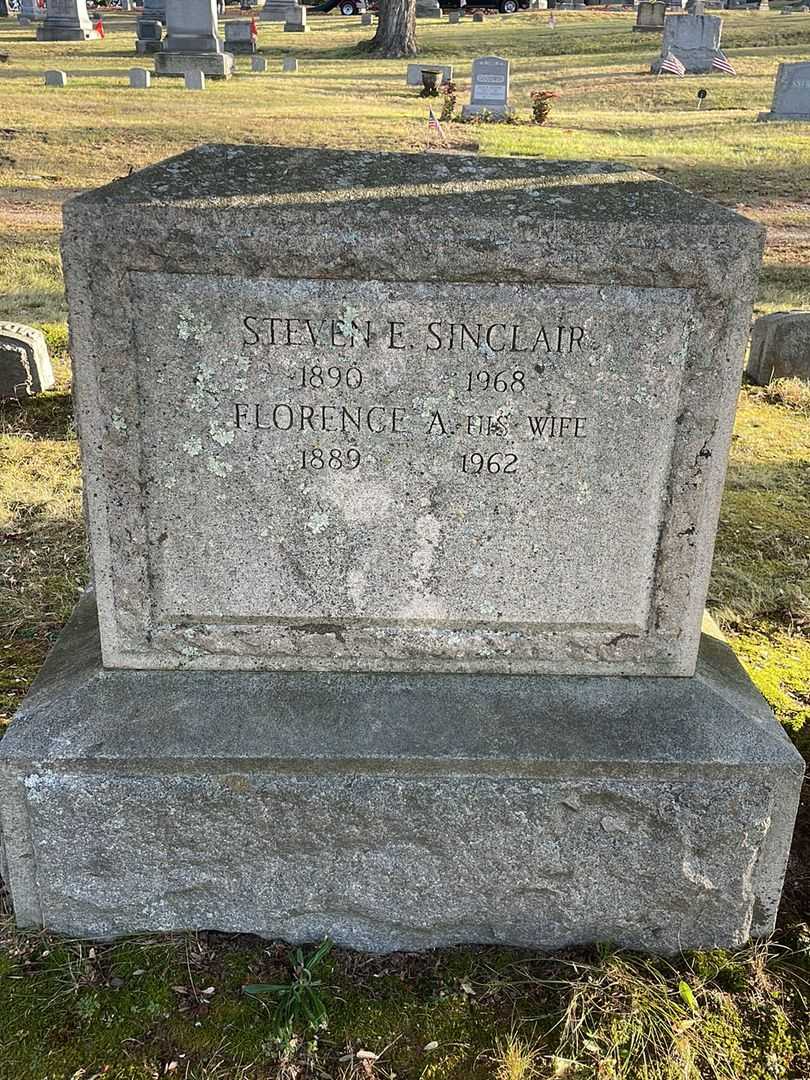 STEVEN E. SINCLAIR
1890 1968
FLORENCE A. HIS WIFE
1889 1962